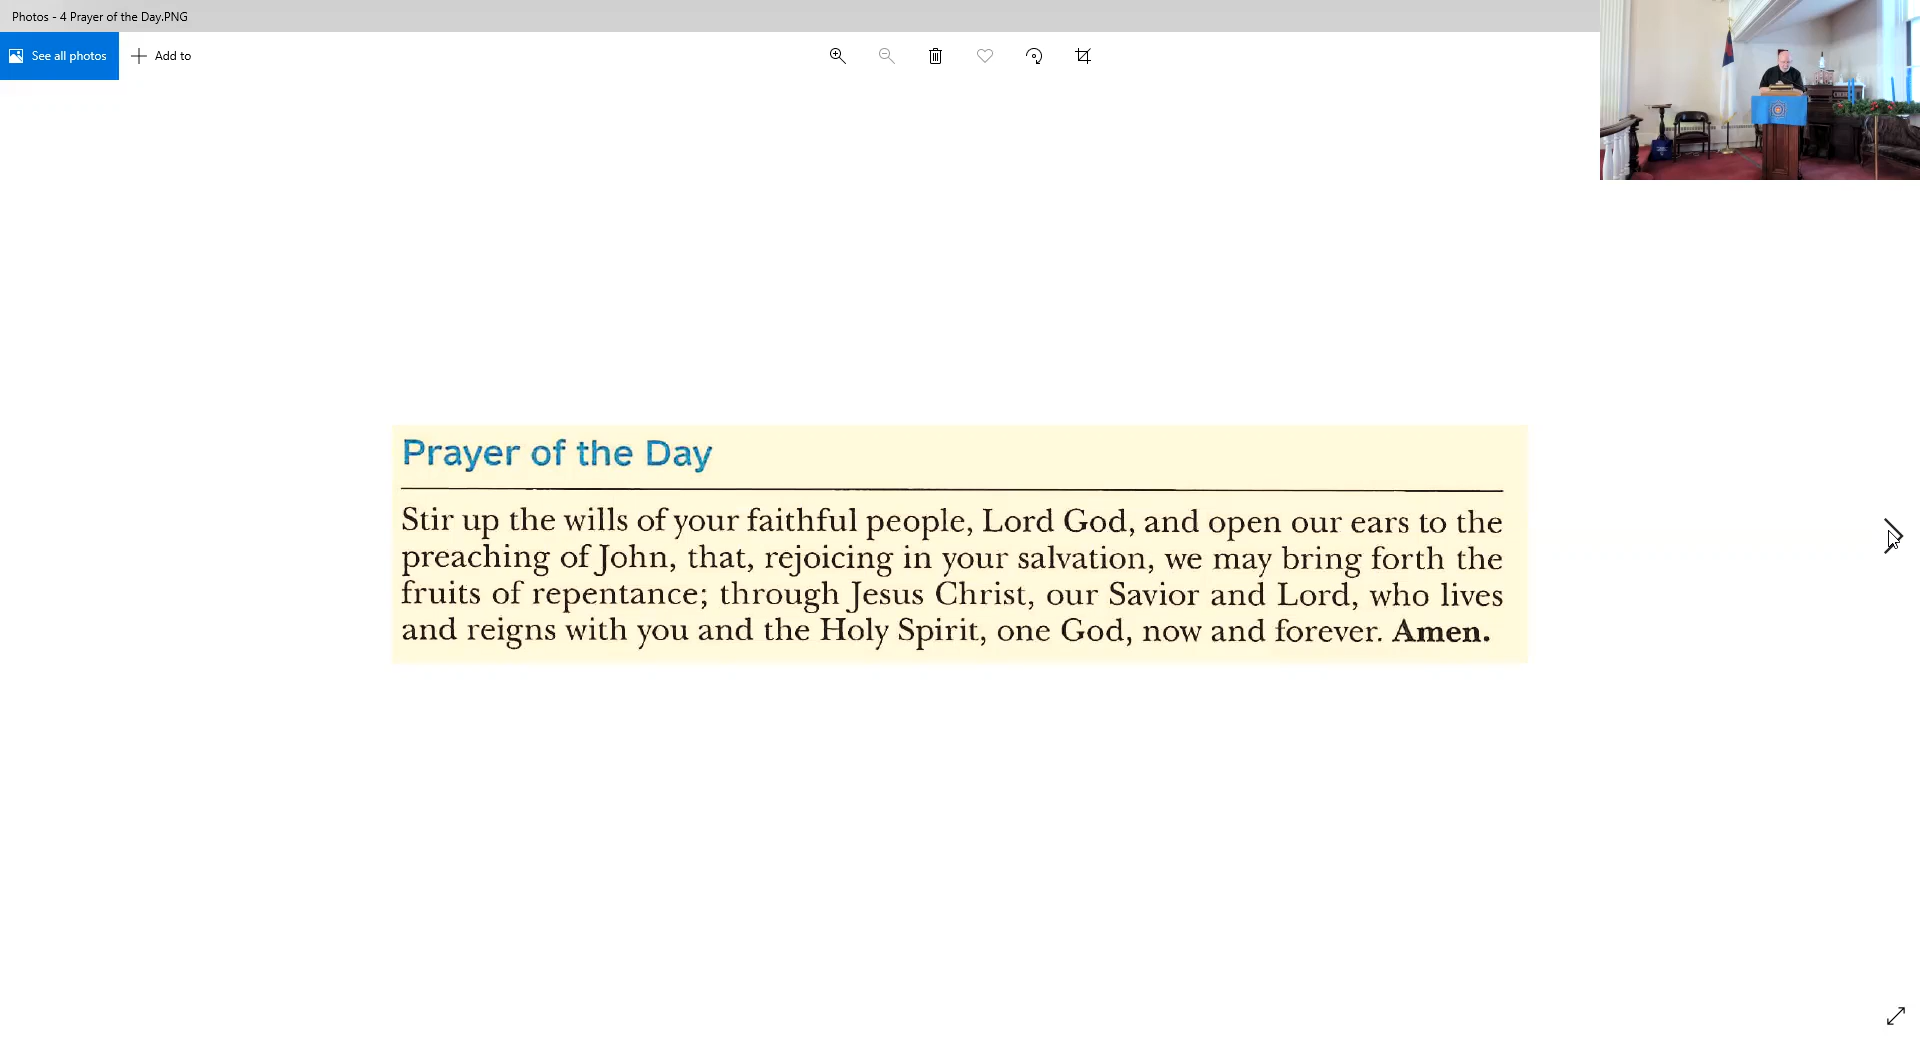 Photos - 4 Prayer of the Day.PNG
See all photos
Add to
Prayer of the Day
Stir up the wills of your faithful people, Lord God, and open our ears to the
preaching of John, that, rejoicing in your salvation, we may bring forth the
fruits of repentance; through Jesus Christ, our Savior and Lord, who lives
and reigns with you and the Holy Spirit, one God, now and forever. Amen.